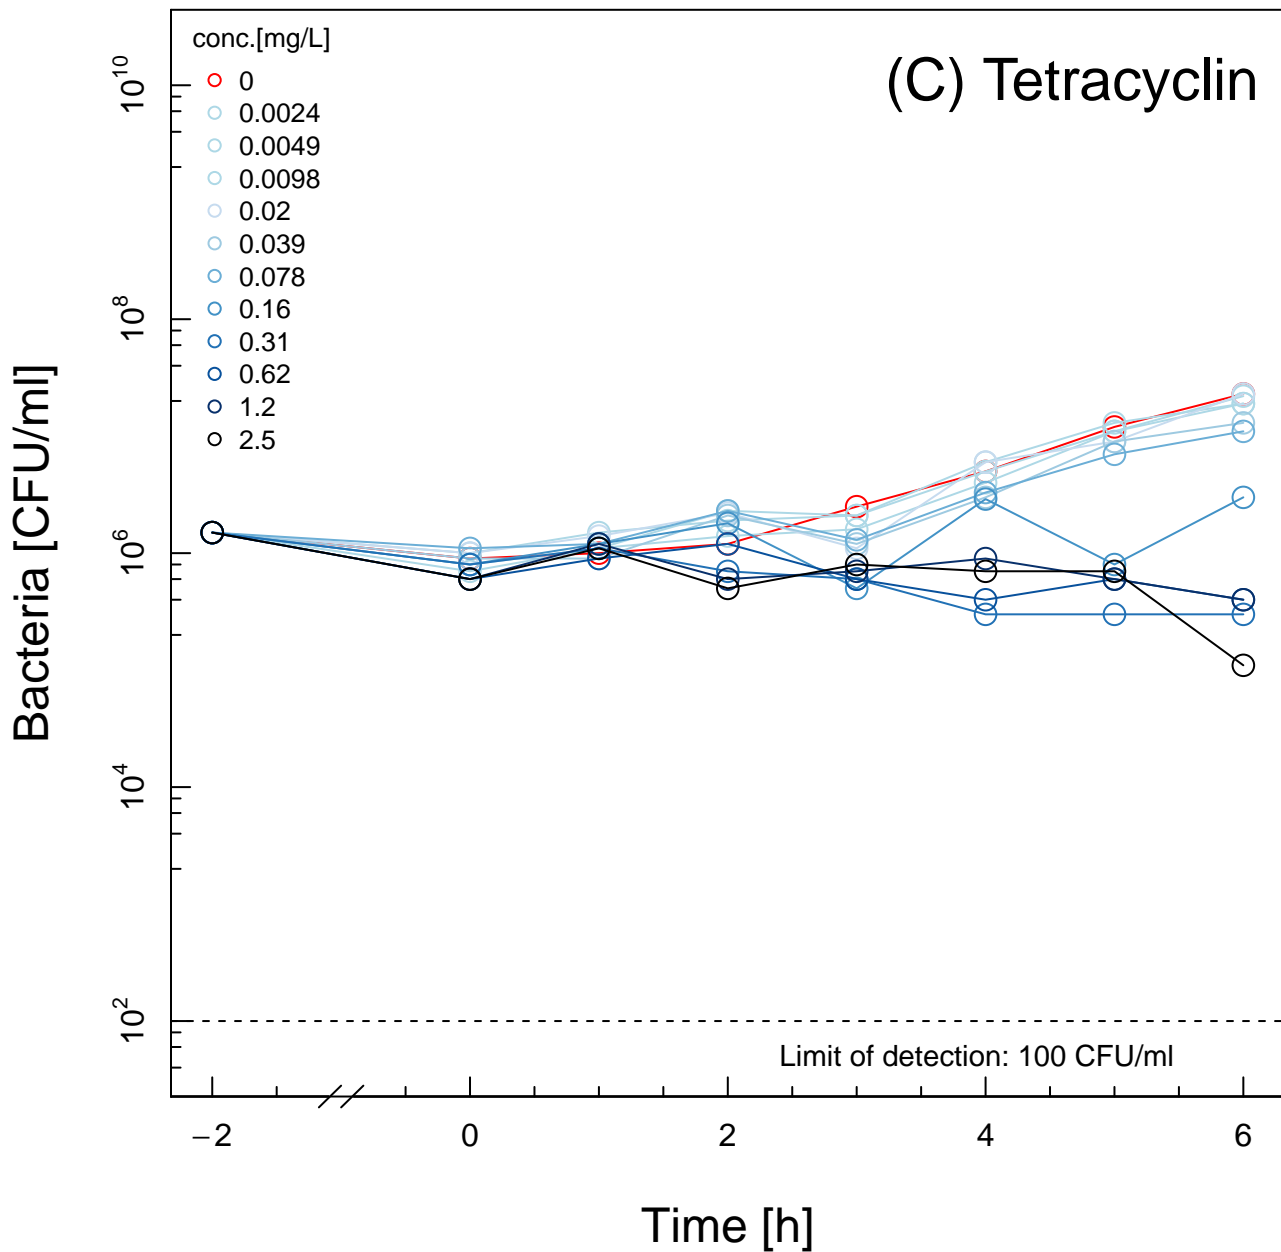 (C) Tetracyclin
conc.[mg/L]
0
0.0024
0.0049
0.0098
0.02
0.039
0.078
0.16
0.31
0.62
1.2
2.5
Bacteria [CFU/ml]
10^10
10^8
10^6
10^4
10^2
Limit of detection: 100 CFU/ml
−2 0 2 4 6
Time [h]